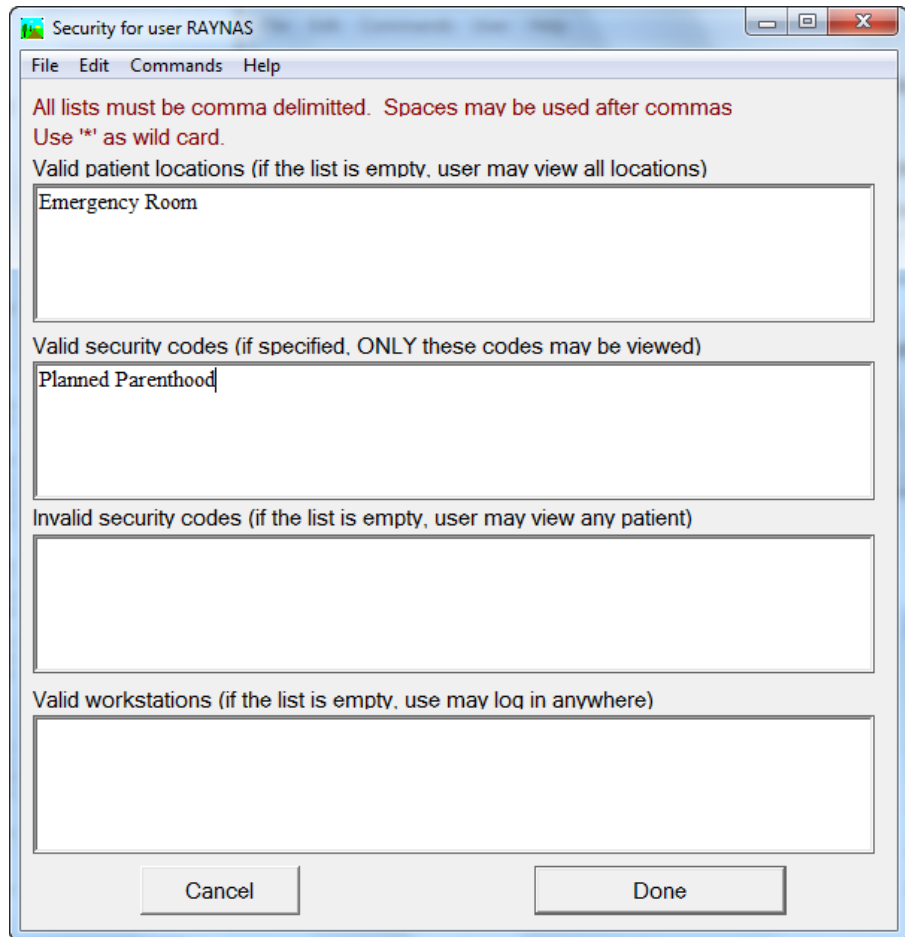 Security for user RAYNAS
File Edit Commands Help
All lists must be comma delimitted. Spaces may be used after commas
Use '*' as wild card.
Valid patient locations (if the list is empty, user may view all locations)
Emergency Room
Valid security codes (if specified, ONLY these codes may be viewed)
Planned Parenthood
Invalid security codes (if the list is empty, user may view any patient)
Valid workstations (if the list is empty, use may log in anywhere)
Cancel Done